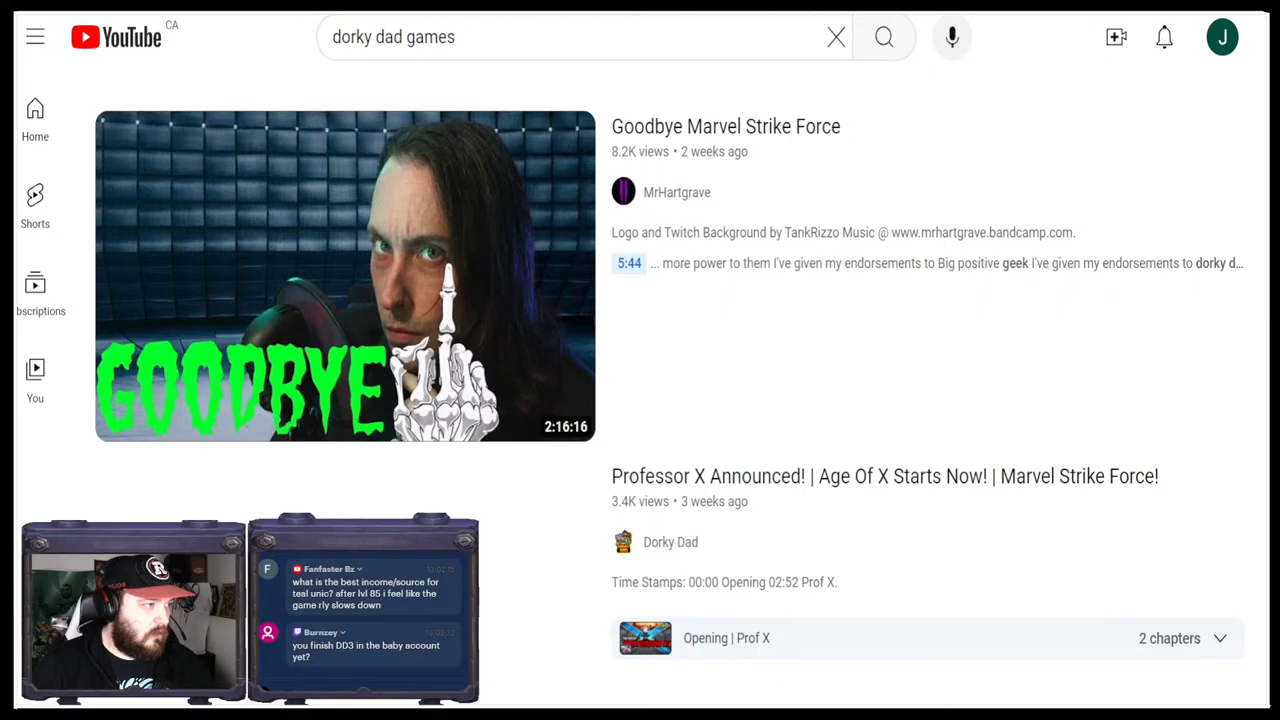 YouTube CA
dorky dad games
J
Home
Shorts
bscriptions
You
GOODBYE
2:16:16
Goodbye Marvel Strike Force
8.2K views • 2 weeks ago
MrHartgrave
Logo and Twitch Background by TankRizzo Music @ www.mrhartgrave.bandcamp.com.
5:44 ... more power to them I've given my endorsements to Big positive geek I've given my endorsements to dorky d...
Professor X Announced! | Age Of X Starts Now! | Marvel Strike Force!
3.4K views • 3 weeks ago
Dorky Dad
Time Stamps: 00:00 Opening 02:52 Prof X.
Opening | Prof X
2 chapters
R
F
Fanfaster Bz
what is the best income/source for
teal unic? after lvl 85 i feel like the
game rly slows down
Burnzey
you finish DD3 in the baby account
yet?